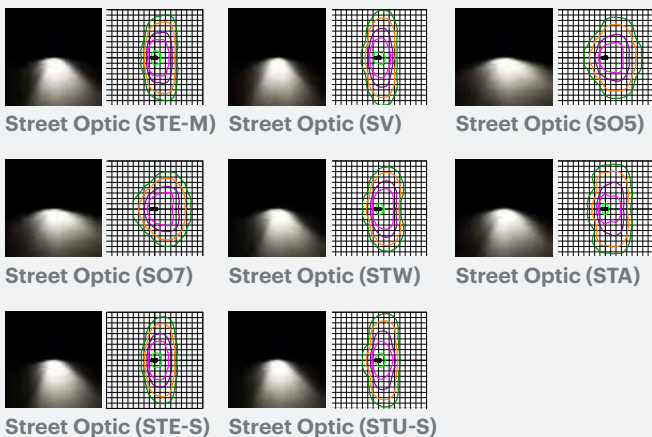 Street Optic (STE-M) Street Optic (SV) Street Optic (SO5)
Street Optic (SO7) Street Optic (STW) Street Optic (STA)
Street Optic (STE-S) Street Optic (STU-S)